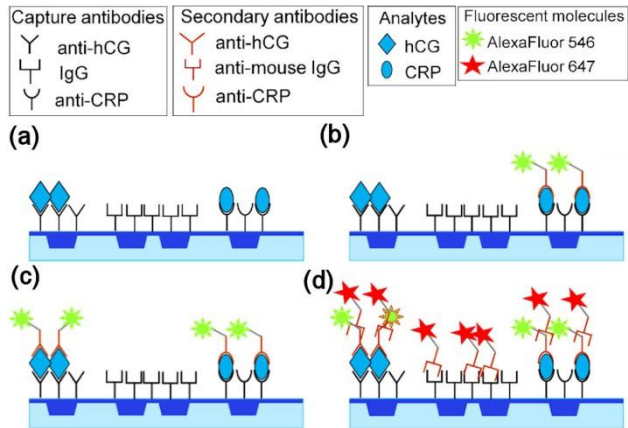 Capture antibodies
anti-hCG
IgG
anti-CRP
Secondary antibodies
anti-hCG
anti-mouse IgG
anti-CRP
Analytes
hCG
CRP
Fluorescent molecules
AlexaFluor 546
AlexaFluor 647
(a)
(b)
(c)
(d)